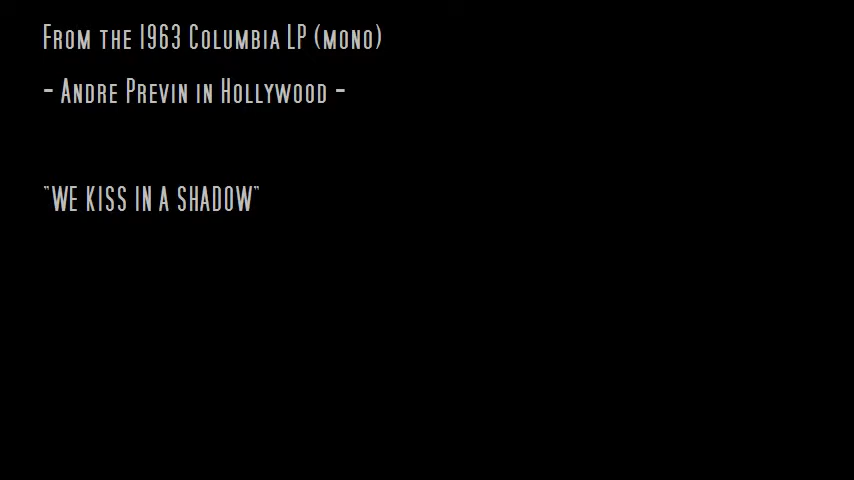 From the 1963 Columbia LP (mono)
- Andre Previn in Hollywood -
"WE KISS IN A SHADOW"